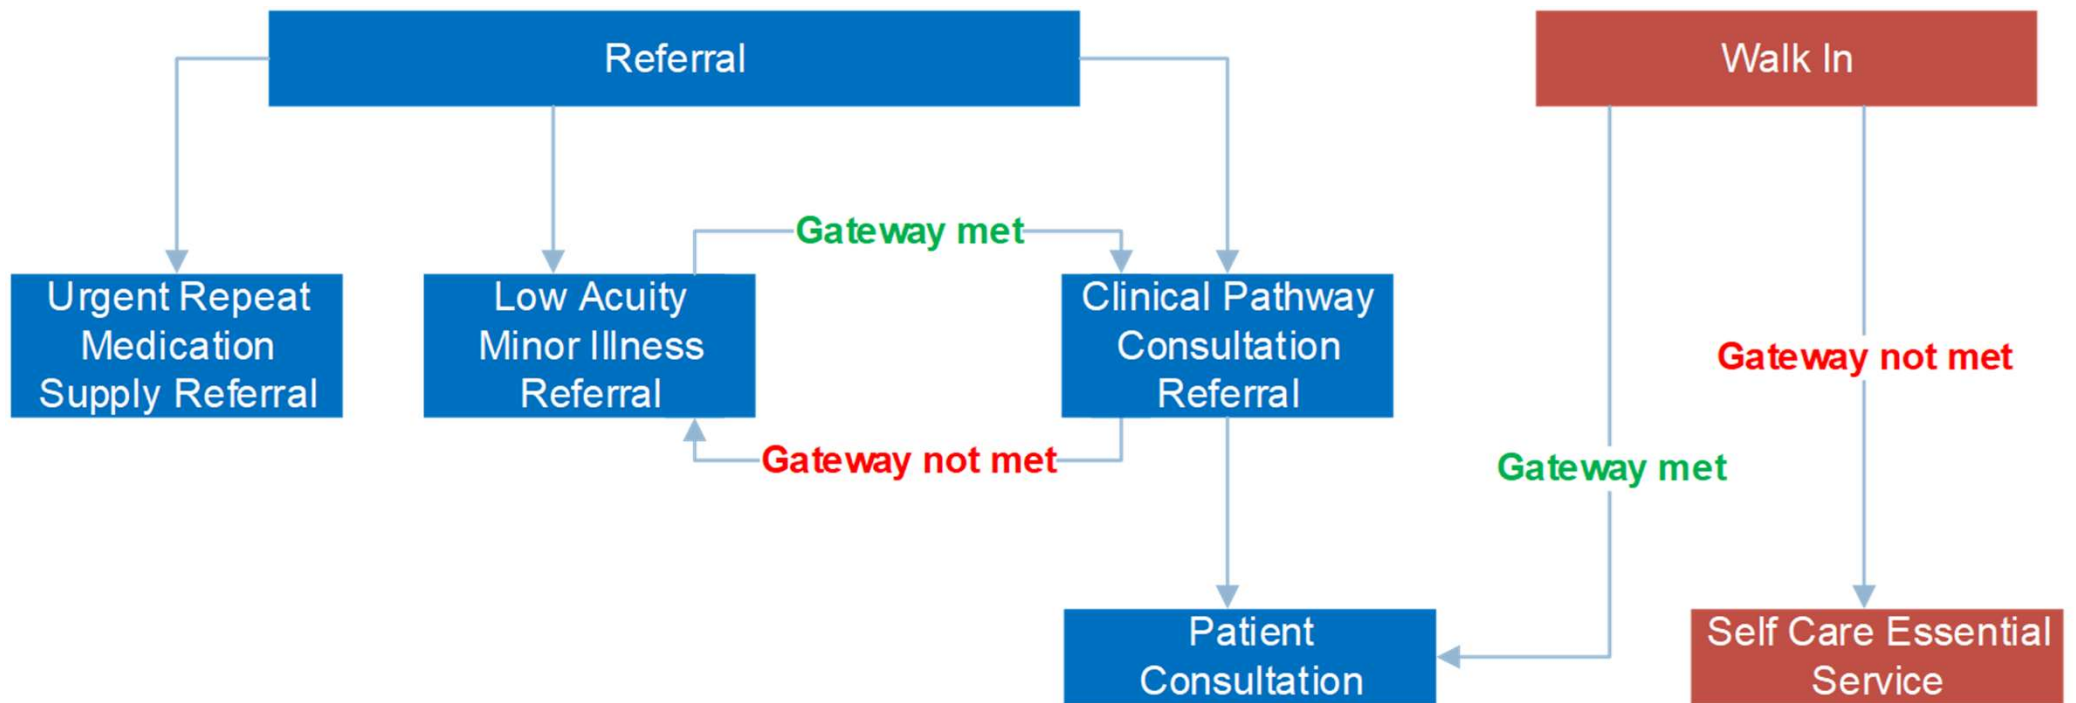 Referral
Walk In
Gateway met
Urgent Repeat
Medication
Supply Referral
Low Acuity
Minor Illness
Referral
Clinical Pathway
Consultation
Referral
Gateway not met
Gateway not met
Gateway met
Patient
Consultation
Self Care Essential
Service